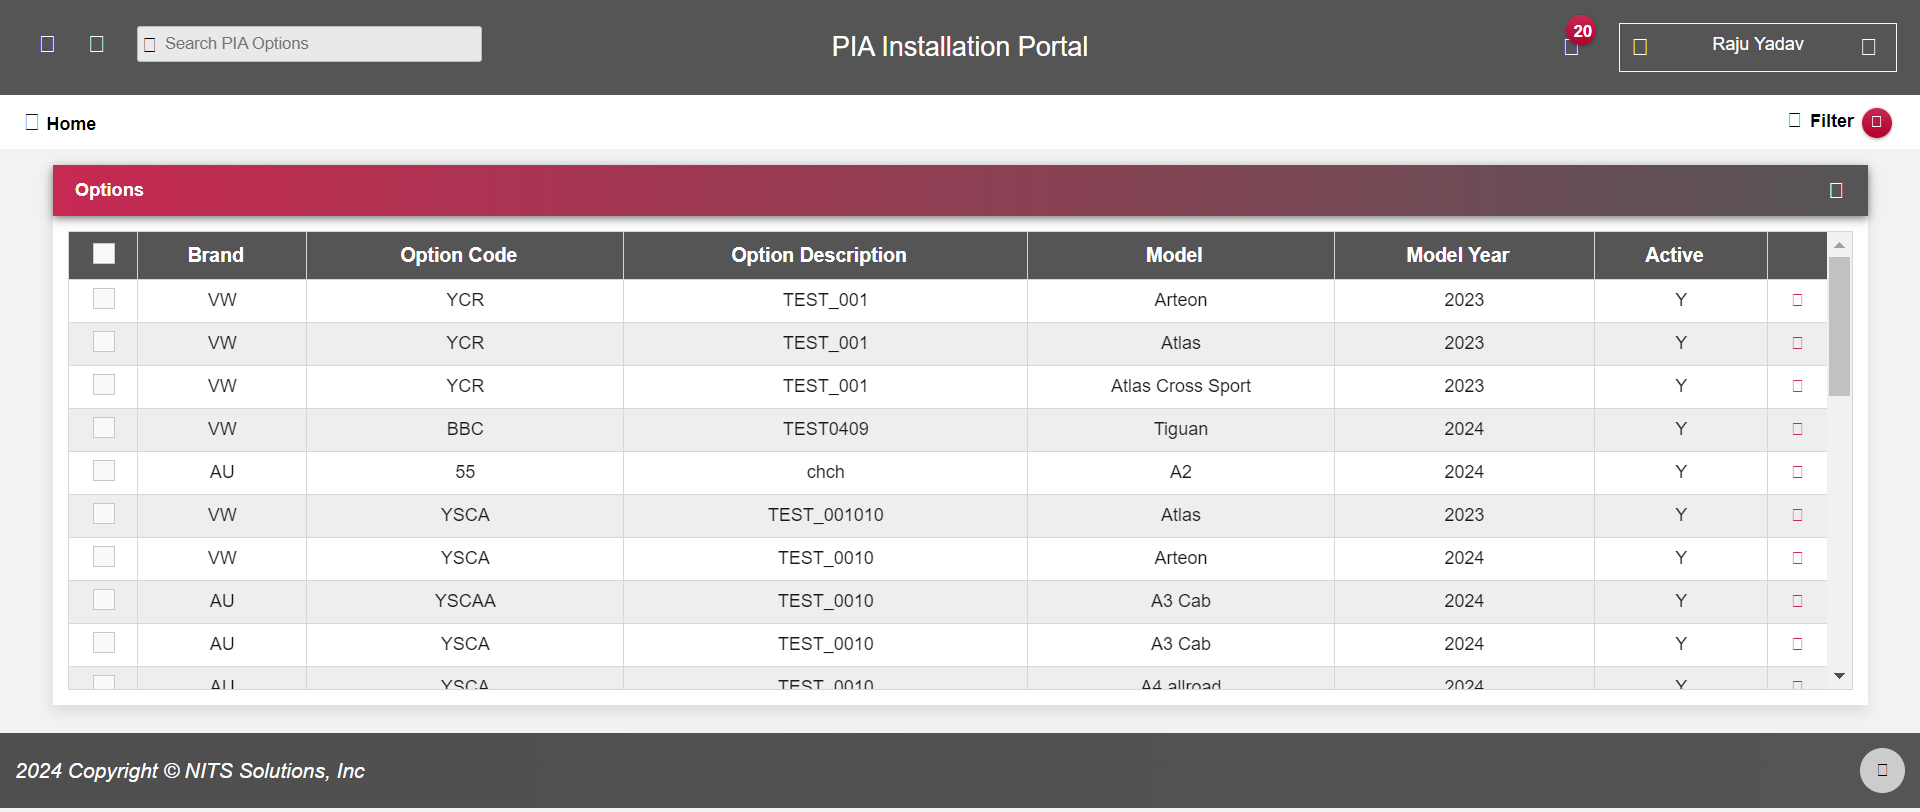 Search PIA Options
PIA Installation Portal
20
Raju Yadav
Home
Filter
Options
Brand Option Code Option Description Model Model Year Active
VW YCR TEST_001 Arteon 2023 Y
VW YCR TEST_001 Atlas 2023 Y
VW YCR TEST_001 Atlas Cross Sport 2023 Y
VW BBC TEST0409 Tiguan 2024 Y
AU 55 chch A2 2024 Y
VW YSCA TEST_001010 Atlas 2023 Y
VW YSCA TEST_0010 Arteon 2024 Y
AU YSCAA TEST_0010 A3 Cab 2024 Y
AU YSCA TEST_0010 A3 Cab 2024 Y
AU YSCA TEST_0010 A4 allroad 2024 Y
2024 Copyright © NITS Solutions, Inc